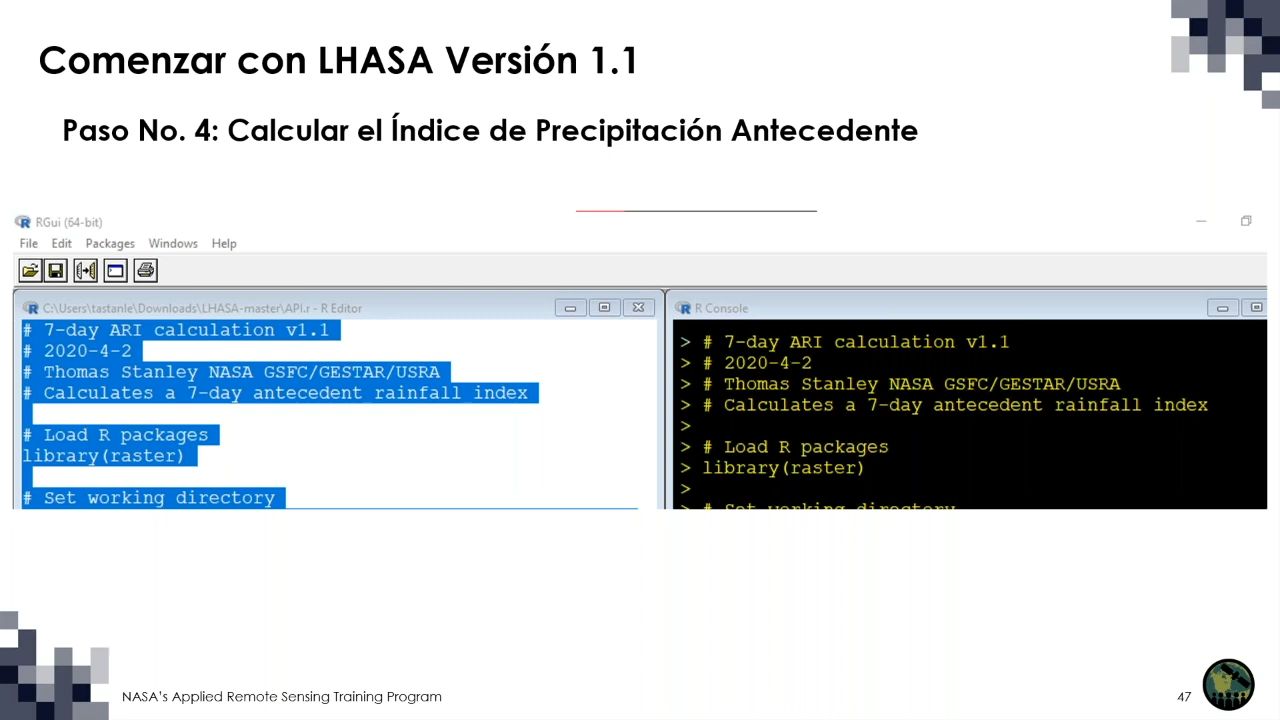 Comenzar con LHASA Versión 1.1
Paso No. 4: Calcular el Índice de Precipitación Antecedente
RGui (64-bit)
File Edit Packages Windows Help
C:\Users\tastanle\Downloads\LHASA-master\API.r - R Editor
# 7-day ARI calculation v1.1
# 2020-4-2
# Thomas Stanley NASA GSFC/GESTAR/USRA
# Calculates a 7-day antecedent rainfall index
# Load R packages
library(raster)
# Set working directory
R Console
> # 7-day ARI calculation v1.1
> # 2020-4-2
> # Thomas Stanley NASA GSFC/GESTAR/USRA
> # Calculates a 7-day antecedent rainfall index
>
> # Load R packages
> library(raster)
>
> # Set working directory
NASA's Applied Remote Sensing Training Program
47